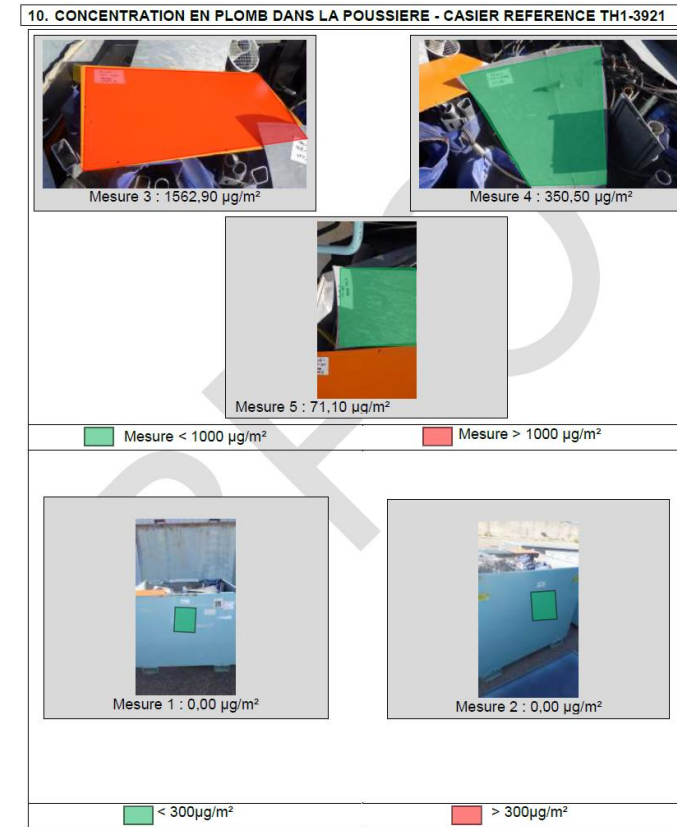 10. CONCENTRATION EN PLOMB DANS LA POUSSIERE - CASIER REFERENCE TH1-3921
Mesure 3 : 1562,90 µg/m²
Mesure 4 : 350,50 µg/m²
Mesure 5 : 71,10 µg/m²
Mesure < 1000 µg/m²
Mesure > 1000 µg/m²
Mesure 1 : 0,00 µg/m²
Mesure 2 : 0,00 µg/m²
< 300µg/m²
> 300µg/m²